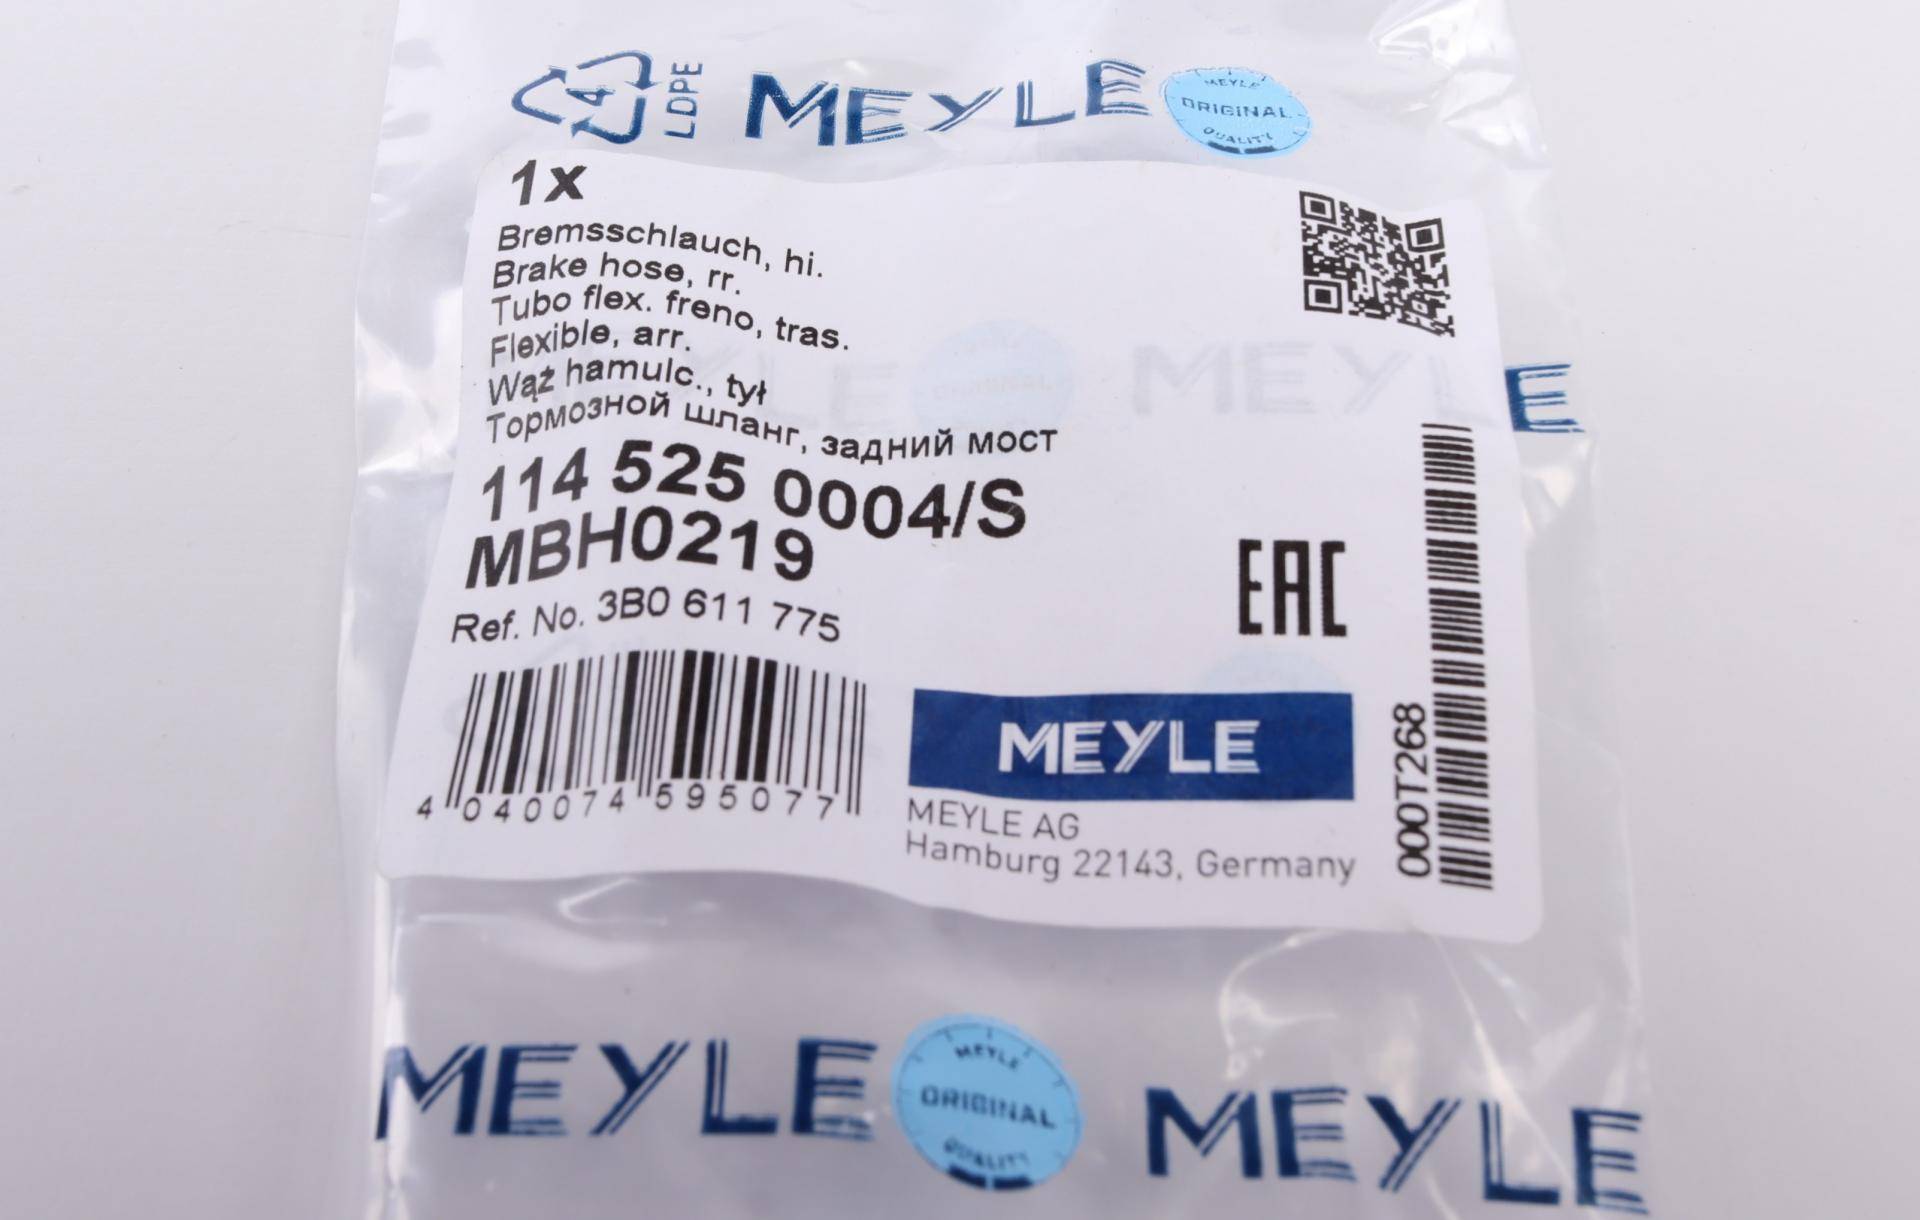 4
LDPE
MEYLE
MEYLE
ORIGINAL
QUALITY
1x
Bremsschlauch, hi.
Brake hose, rr.
Tubo flex. freno, tras.
Flexible, arr.
Wąż hamulc., tył
Тормозной шланг, задний мост
114 525 0004/S
MBH0219
Ref. No. 3B0 611 775
4 040074 595077
EAC
MEYLE
MEYLE AG
Hamburg 22143, Germany
000T268
MEYLE
MEYLE
MEYLE
ORIGINAL
QUALITY
MEYLE